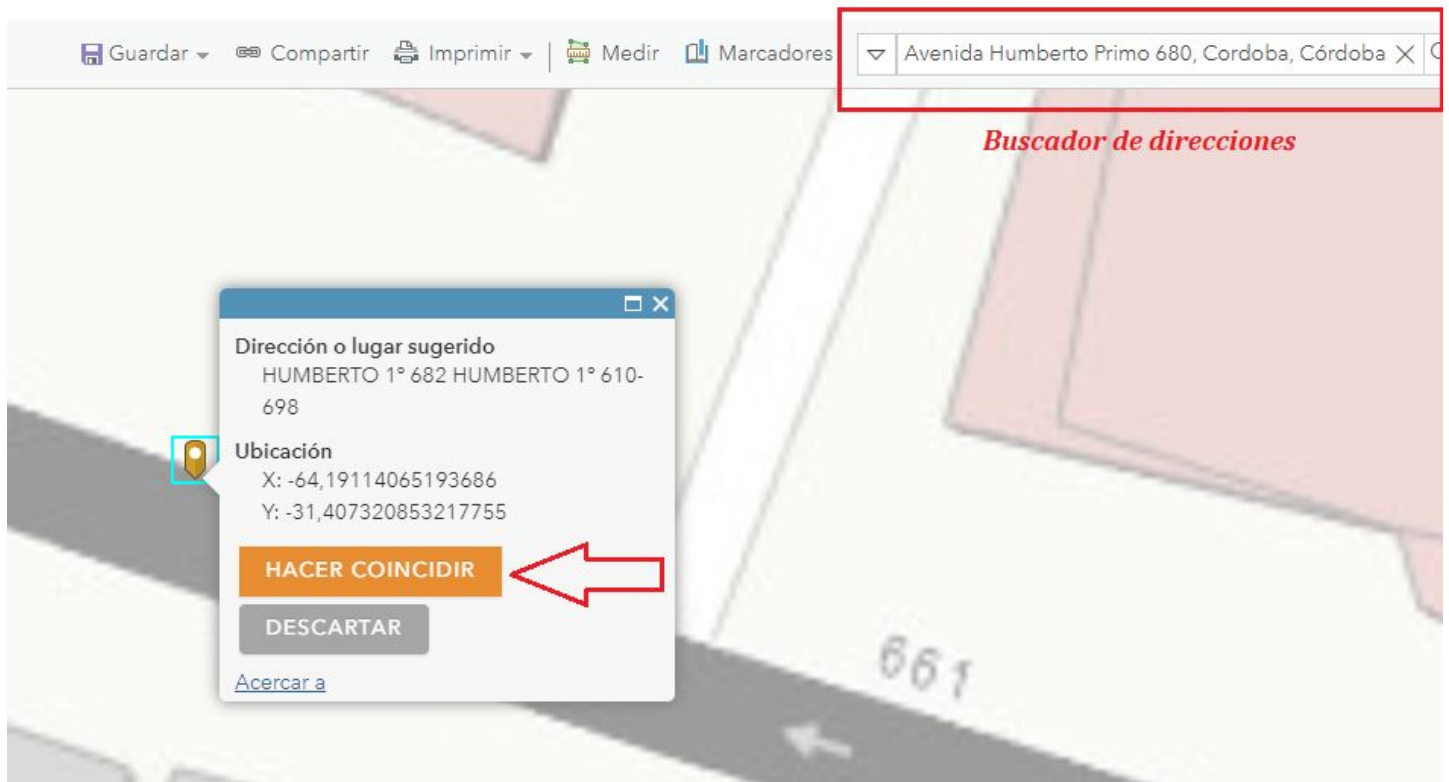 Guardar Compartir Imprimir Medir Marcadores Avenida Humberto Primo 680, Cordoba, Córdoba
Buscador de direcciones
Dirección o lugar sugerido
HUMBERTO 1° 682 HUMBERTO 1° 610-
698
Ubicación
X: -64,19114065193686
Y: -31,407320853217755
HACER COINCIDIR
DESCARTAR
Acercar a
661